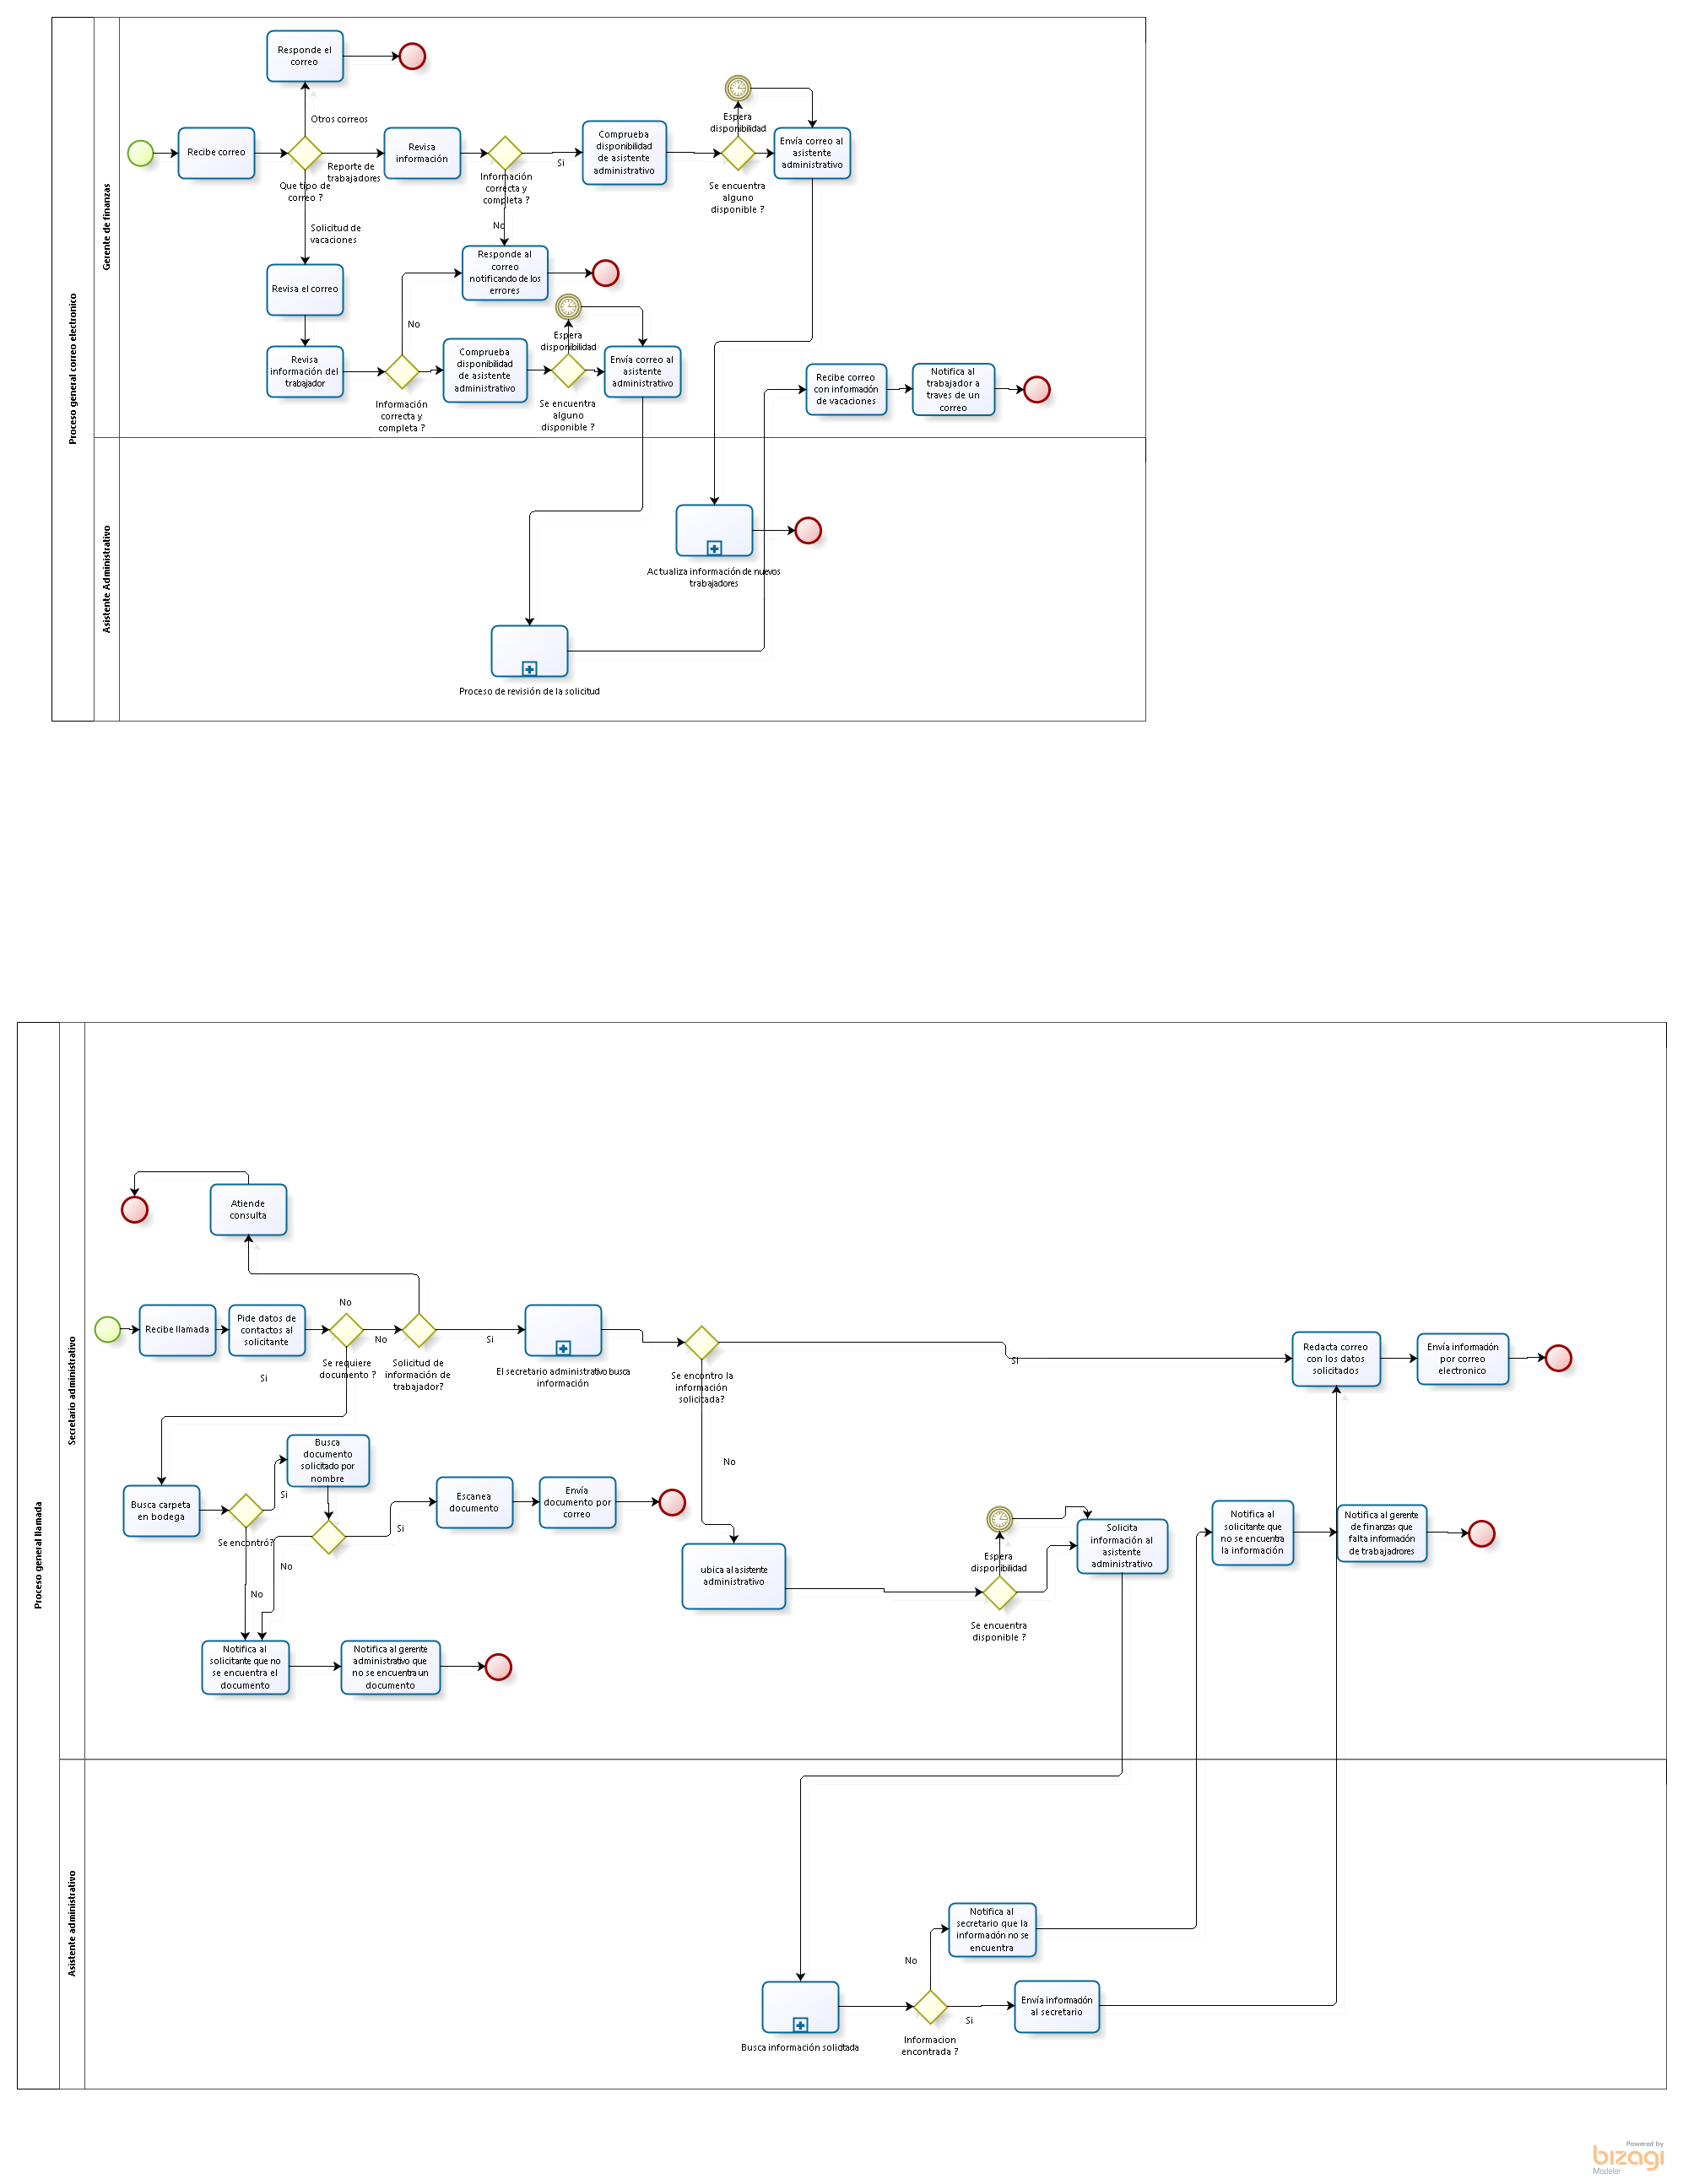 Proceso general correo electronico
Gerente de finanzas
Asistente Administrativo
Responde el
correo
Otros correos
Recibe correo
Que tipo de
correo ?
Reporte de
trabajadores
Revisa
información
Información
correcta y
completa ?
Si
No
Comprueba
disponibilidad
de asistente
administrativo
Espera
disponibilidad
Se encuentra
alguno
disponible ?
Envía correo al
asistente
administrativo
Solicitud de
vacaciones
Revisa el correo
Responde al
correo
notificando de los
errores
Revisa
información del
trabajador
No
Información
correcta y
completa ?
Comprueba
disponibilidad
de asistente
administrativo
Espera
disponibilidad
Se encuentra
alguno
disponible ?
Envía correo al
asistente
administrativo
Recibe correo
con información
de vacaciones
Notifica al
trabajador a
traves de un
correo
Actualiza información de nuevos
trabajadores
Proceso de revisión de la solicitud
Proceso general llamada
Secretario administrativo
Asistente administrativo
Atiende
consulta
Recibe llamada
Pide datos de
contactos al
solicitante
No
Se requiere
documento ?
Si
No
Solicitud de
información de
trabajador?
Si
El secretario administrativo busca
información
Se encontro la
información
solicitada?
Si
No
Redacta correo
con los datos
solicitados
Envía información
por correo
electronico
Busca carpeta
en bodega
Se encontró?
Si
No
Busca
documento
solicitado por
nombre
Si
No
Escanea
documento
Envía
documento por
correo
ubica al asistente
administrativo
Espera
disponibilidad
Se encuentra
disponible ?
Solicita
información al
asistente
administrativo
Notifica al
solicitante que
no se encuentra
la información
Notifica al gerente
de finanzas que
falta información
de trabajadrores
Notifica al
solicitante que no
se encuentra el
documento
Notifica al gerente
administrativo que
no se encuentra un
documento
Notifica al
secretario que la
informadón no se
encuentra
No
Si
Envía informadón
al secretario
Busca información solicitada
Informacion
encontrada ?
Powered by
bizagi
Modeler